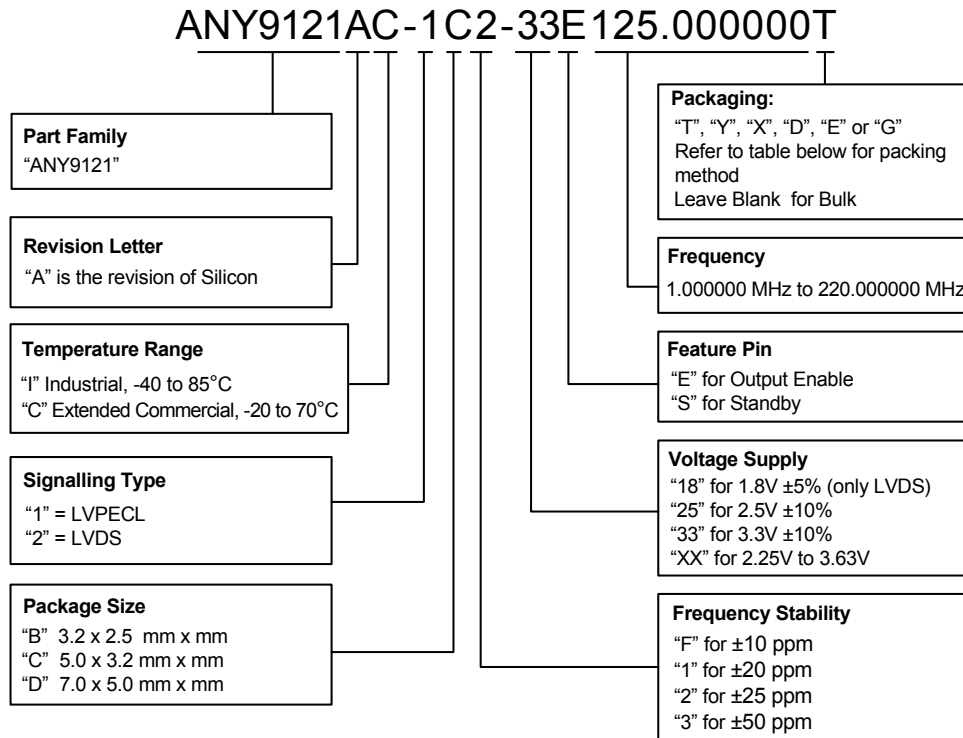 ANY9121AC-1C2-33E125.000000T
Part Family
“ANY9121”
Revision Letter
“A” is the revision of Silicon
Temperature Range
“I” Industrial, -40 to 85°C
“C” Extended Commercial, -20 to 70°C
Signalling Type
“1” = LVPECL
“2” = LVDS
Package Size
“B” 3.2 x 2.5 mm x mm
“C” 5.0 x 3.2 mm x mm
“D” 7.0 x 5.0 mm x mm
Packaging:
“T”, “Y”, “X”, “D”, “E” or “G”
Refer to table below for packing
method
Leave Blank for Bulk
Frequency
1.000000 MHz to 220.000000 MHz
Feature Pin
“E” for Output Enable
“S” for Standby
Voltage Supply
“18” for 1.8V ±5% (only LVDS)
“25” for 2.5V ±10%
“33” for 3.3V ±10%
“XX” for 2.25V to 3.63V
Frequency Stability
“F” for ±10 ppm
“1” for ±20 ppm
“2” for ±25 ppm
“3” for ±50 ppm